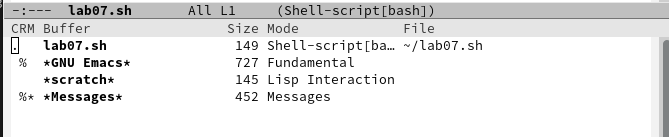 -:---  lab07.sh       All L1     (Shell-script[bash])
CRM Buffer                Size Mode              File
.   lab07.sh               149 Shell-script[ba… ~/lab07.sh
 %  *GNU Emacs*            727 Fundamental
    *scratch*              145 Lisp Interaction
 %* *Messages*             452 Messages